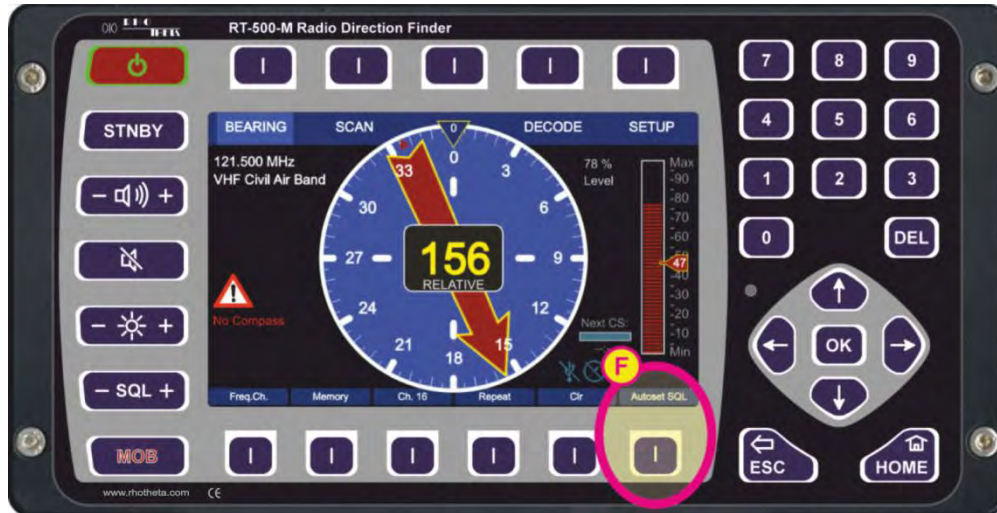 RHO
THETA
RT-500-M Radio Direction Finder
I I I I I
7 8 9
STNBY
4 5 6
BEARING SCAN 0 DECODE SETUP
121.500 MHz
VHF Civil Air Band
78 %
Level
Max
-90
-80
-70
-60
47
-40
-30
-20
-10
Min
0
3
6
9
12
15
18
21
24
27
30
33
156
RELATIVE
No Compass
Next CS:
- +
1 2 3
0 DEL
- +
OK
- SQL +
F
Freq.Ch. Memory Ch. 16 Repeat Clr Autoset SQL
MOB
I I I I I I
ESC HOME
www.rhotheta.com CE